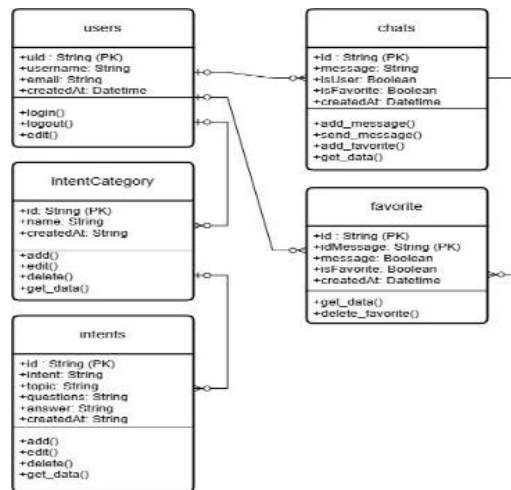 users
+uid : String (PK)
+username: String
+email: String
+createdAt: Datetime
+login()
+logout()
+edit()
IntentCategory
+id: String (PK)
+name: String
+createdAt: String
+add()
+edit()
+delete()
+get_data()
intents
+id : String (PK)
+intent: String
+topic: String
+questions: String
+answer: String
+createdAt: String
+add()
+edit()
+delete()
+get_data()
chats
+id : String (PK)
+message: String
+isUser: Boolean
+isFavorite: Boolean
+createdAt: Datetime
+add_message()
+send_message()
+add_favorite()
+get_data()
favorite
+id : String (PK)
+idMessage: String (PK)
+message: Boolean
+isFavorite: Boolean
+createdAt: Datetime
+get_data()
+delete_favorite()